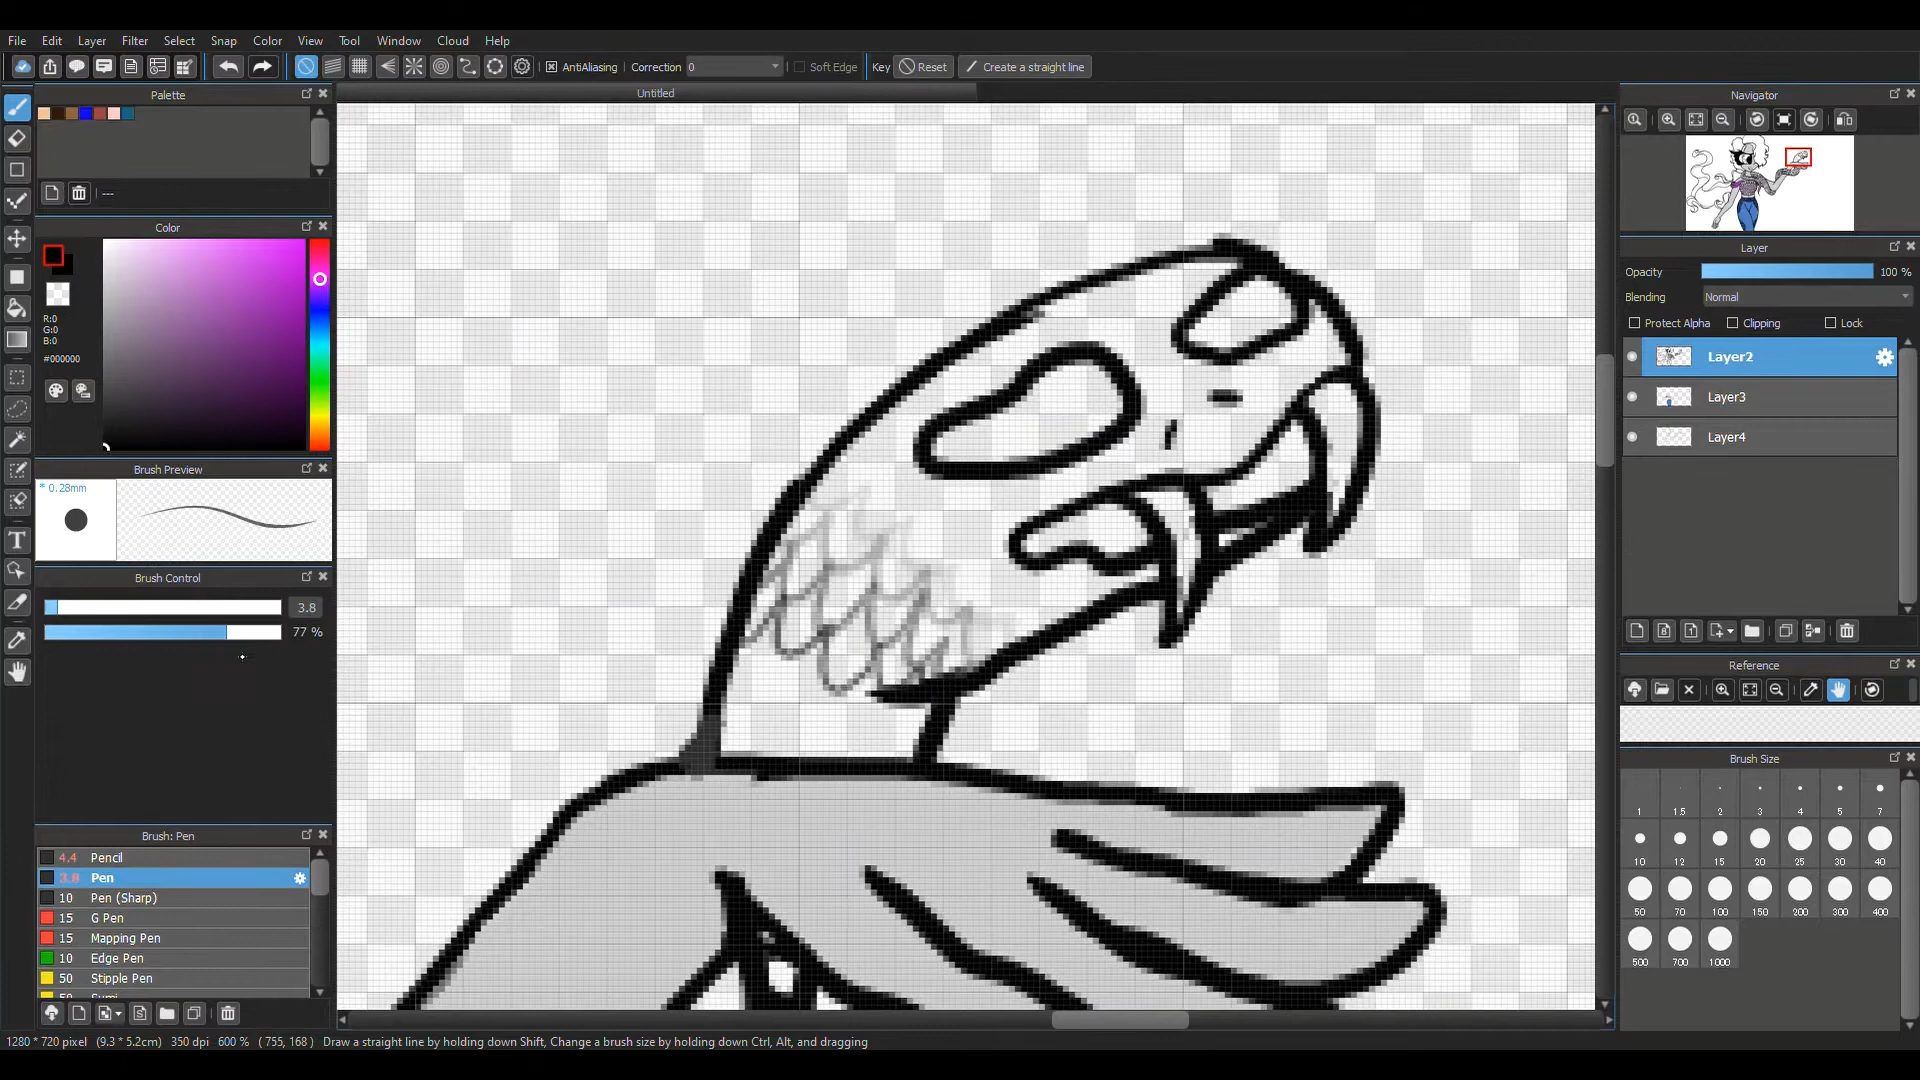 File Edit Layer Filter Select Snap Color View Tool Window Cloud Help
AntiAliasing Correction 0 Soft Edge Key Reset Create a straight line
Palette
---
Color
R:0
G:0
B:0
#000000
Brush Preview
* 0.28mm
Brush Control
3.8
77 %
Brush: Pen
4.4 Pencil
3.8 Pen
10 Pen (Sharp)
15 G Pen
15 Mapping Pen
10 Edge Pen
50 Stipple Pen
50 Sumi
Untitled
Navigator
Layer
Opacity 100 %
Blending Normal
Protect Alpha Clipping Lock
Layer2
Layer3
Layer4
Reference
Brush Size
1 1.5 2 3 4 5 7
10 12 15 20 25 30 40
50 70 100 150 200 300 400
500 700 1000
1280 * 720 pixel (9.3 * 5.2cm) 350 dpi 600 % ( 755, 168 ) Draw a straight line by holding down Shift, Change a brush size by holding down Ctrl, Alt, and dragging